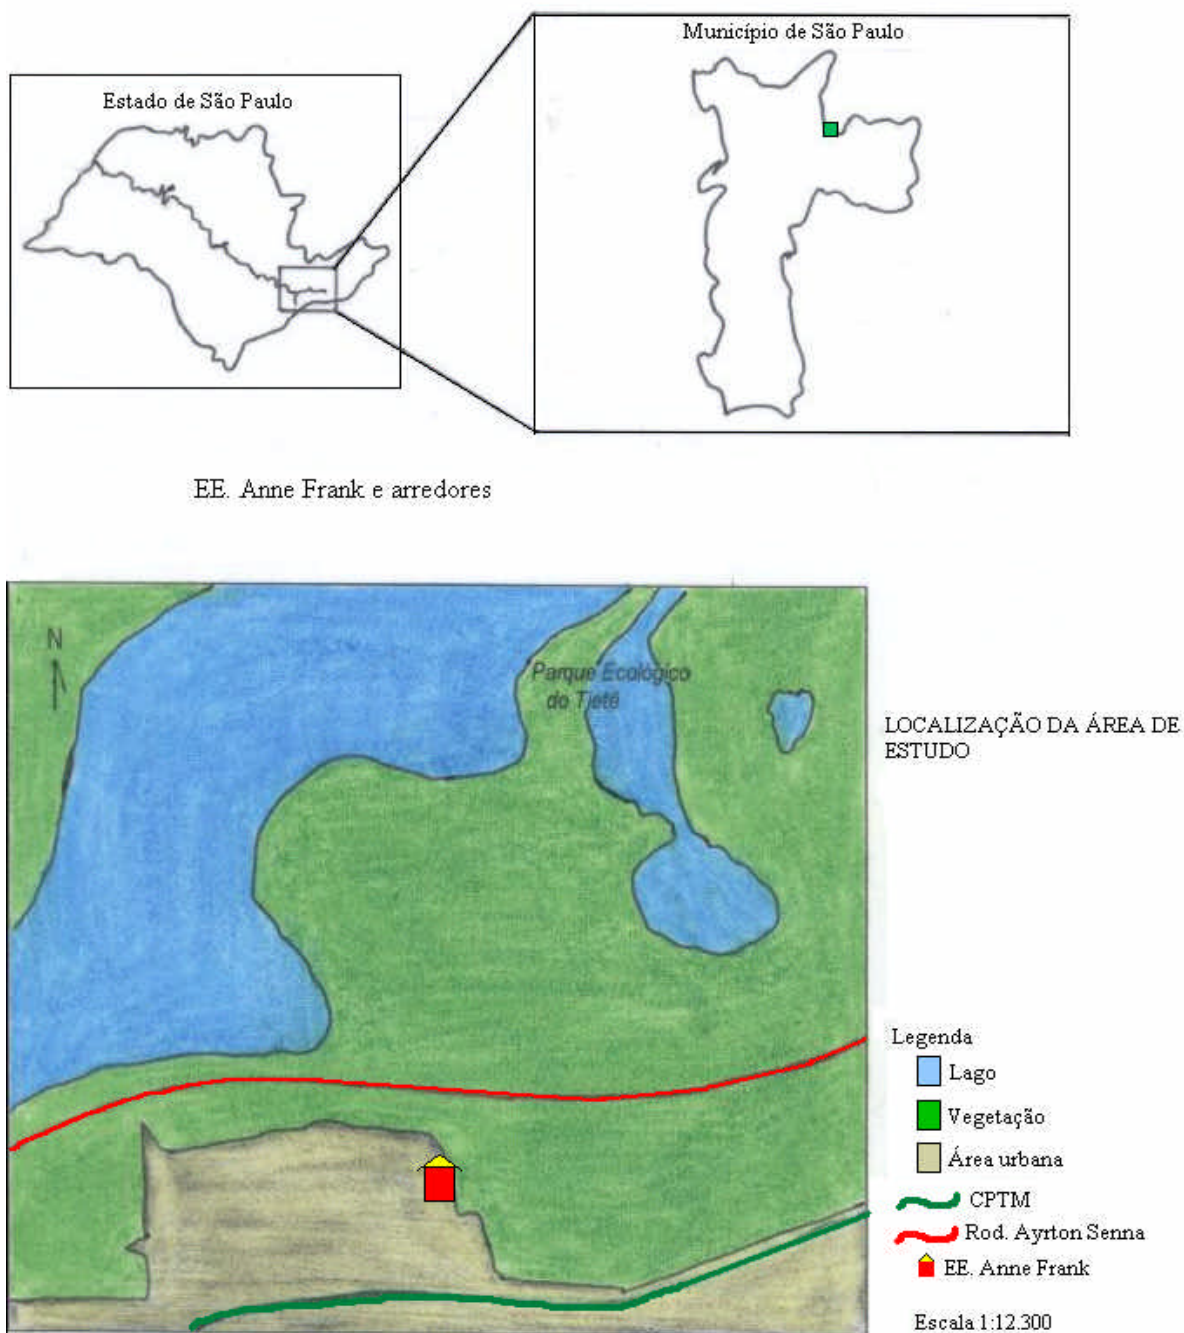 Município de São Paulo
Estado de São Paulo
EE. Anne Frank e arredores
N
Parque Ecológico
do Tietê
LOCALIZAÇÃO DA ÁREA DE
ESTUDO
Legenda
Lago
Vegetação
Área urbana
CPTM
Rod. Ayrton Senna
EE. Anne Frank
Escala 1:12.300